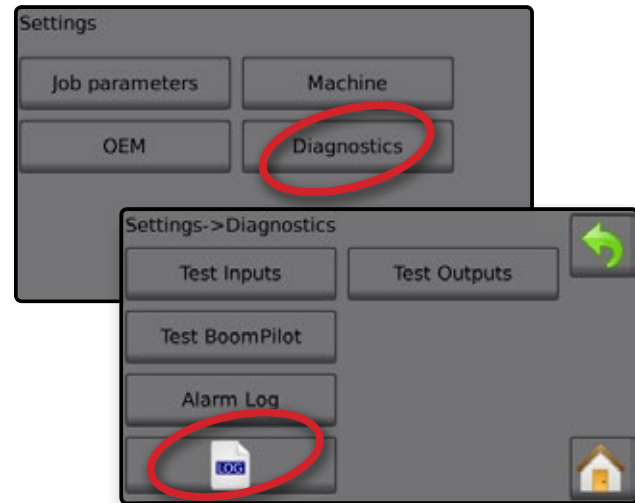 Settings
Job parameters Machine
OEM Diagnostics
Settings->Diagnostics
Test Inputs Test Outputs
Test BoomPilot
Alarm Log
LOG